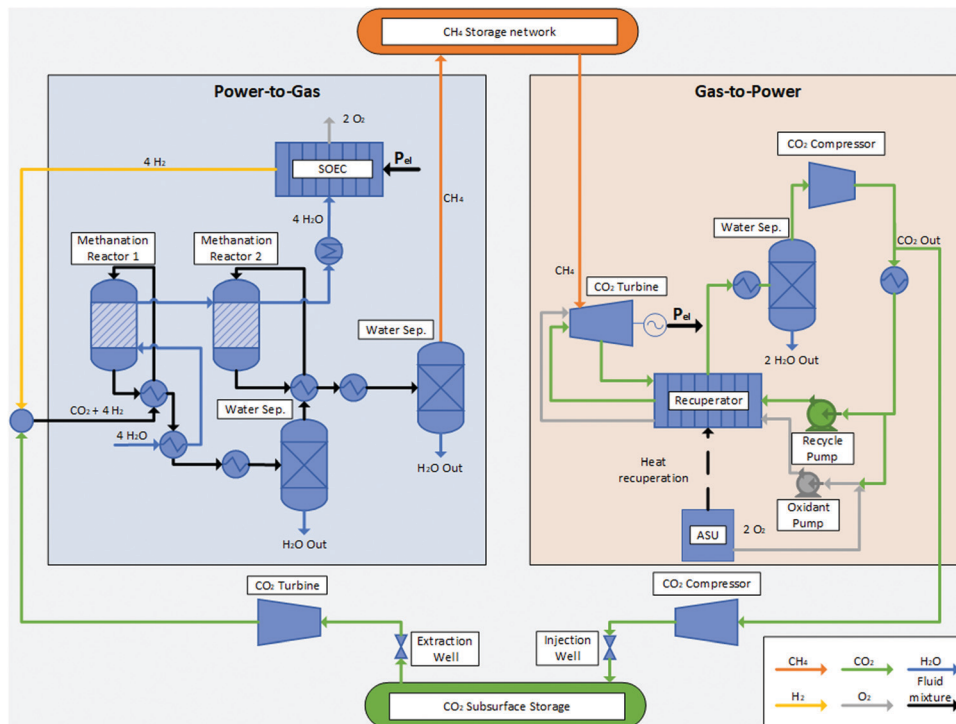 CH₄ Storage network
Power-to-Gas
2 O₂
SOEC
Pel
4 H₂
4 H₂O
CH₄
Methanation
Reactor 1
Methanation
Reactor 2
Water Sep.
CO₂ + 4 H₂
4 H₂O
Water Sep.
H₂O Out
H₂O Out
Gas-to-Power
CO₂ Compressor
Water Sep.
CO₂ Out
CH₄
CO₂ Turbine
Pel
2 H₂O Out
Recuperator
Recycle
Pump
Heat
recuperation
Oxidant
Pump
ASU
2 O₂
CO₂ Turbine
Extraction
Well
CO₂ Compressor
Injection
Well
CO₂ Subsurface Storage
CH₄
CO₂
H₂O
H₂
O₂
Fluid
mixture